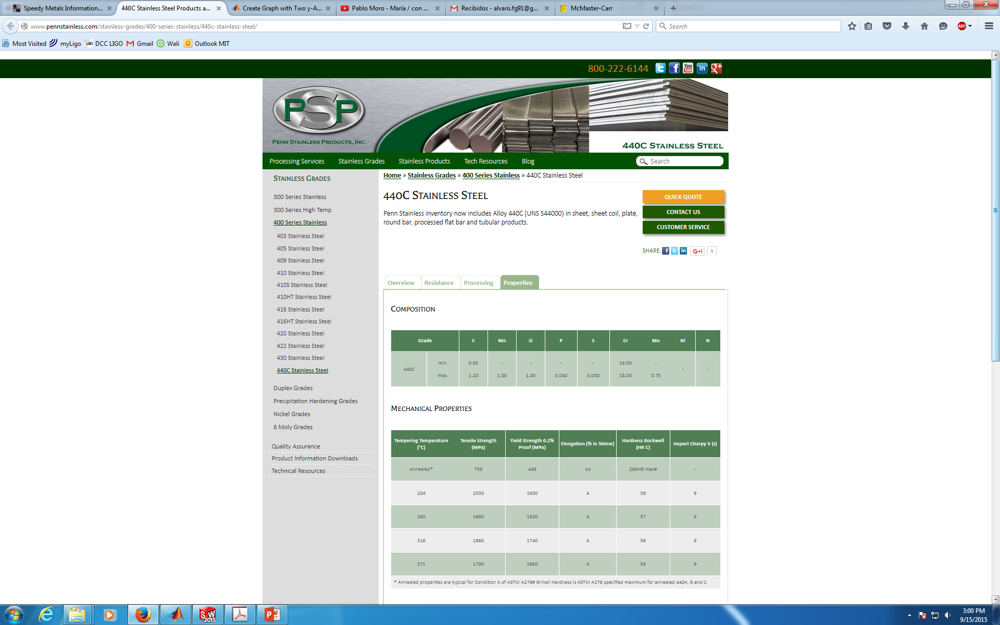 Speedy Metals Information...
440C Stainless Steel Products a...
Create Graph with Two y-A...
Pablo Moro - María / con ...
Recibidos - alvaro.fg91@g...
McMaster-Carr
www.pennstainless.com/stainless-grades/400-series-stainless/440c-stainless-steel/
Search
ABP
Most Visited
myLigo
DCC LIGO
Gmail
Wali
Outlook MIT
800-222-6144
PSP
PENN STAINLESS PRODUCTS, INC.
440C STAINLESS STEEL
Processing Services
Stainless Grades
Stainless Products
Tech Resources
Blog
Search
STAINLESS GRADES
300 Series Stainless
300 Series High Temp
400 Series Stainless
403 Stainless Steel
405 Stainless Steel
409 Stainless Steel
410 Stainless Steel
410S Stainless Steel
410HT Stainless Steel
416 Stainless Steel
416HT Stainless Steel
420 Stainless Steel
422 Stainless Steel
430 Stainless Steel
440C Stainless Steel
Duplex Grades
Precipitation Hardening Grades
Nickel Grades
6 Moly Grades
Quality Assurance
Product Information Downloads
Technical Resources
Home » Stainless Grades » 400 Series Stainless » 440C Stainless Steel
440C STAINLESS STEEL
Penn Stainless inventory now includes Alloy 440C (UNS S44000) in sheet, sheet coil, plate,
round bar, processed flat bar and tubular products.
QUICK QUOTE
CONTACT US
CUSTOMER SERVICE
SHARE: G+1 1
Overview Resistance Processing Properties
COMPOSITION
Grade C Mn Si P S Cr Mo Ni N
440C min. 0.95 - - - - 16.00 - - -
max. 1.20 1.00 1.00 0.040 0.030 18.00 0.75
MECHANICAL PROPERTIES
Tempering Temperature (°C) Tensile Strength (MPa) Yield Strength 0.2% Proof (MPa) Elongation (% in 50mm) Hardness Rockwell (HR C) Impact Charpy V (J)
Annealed* 758 448 14 269HB max# -
204 2030 1900 4 59 9
260 1960 1830 4 57 9
316 1860 1740 4 56 9
371 1790 1660 4 56 9
* Annealed properties are typical for Condition A of ASTM A276# Brinell Hardness is ASTM A276 specified maximum for annealed 440A, B and C.
SW
2015
3:00 PM
9/15/2015